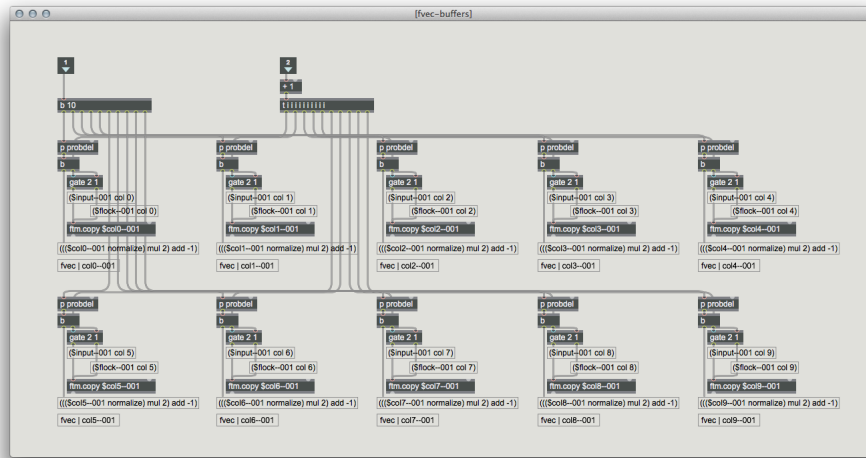 [fvec-buffers]
1
2
+ 1
b 10
t i i i i i i i i i i
p probdel p probdel p probdel p probdel p probdel
b b b b b
gate 2 1 gate 2 1 gate 2 1 gate 2 1 gate 2 1
($input--001 col 0) ($input--001 col 1) ($input--001 col 2) ($input--001 col 3) ($input--001 col 4)
($flock--001 col 0) ($flock--001 col 1) ($flock--001 col 2) ($flock--001 col 3) ($flock--001 col 4)
ftm.copy $col0--001 ftm.copy $col1--001 ftm.copy $col2--001 ftm.copy $col3--001 ftm.copy $col4--001
((($col0--001 normalize) mul 2) add -1) ((($col1--001 normalize) mul 2) add -1) ((($col2--001 normalize) mul 2) add -1) ((($col3--001 normalize) mul 2) add -1) ((($col4--001 normalize) mul 2) add -1)
fvec | col0--001 fvec | col1--001 fvec | col2--001 fvec | col3--001 fvec | col4--001
p probdel p probdel p probdel p probdel p probdel
b b b b b
gate 2 1 gate 2 1 gate 2 1 gate 2 1 gate 2 1
($input--001 col 5) ($input--001 col 6) ($input--001 col 7) ($input--001 col 8) ($input--001 col 9)
($flock--001 col 5) ($flock--001 col 6) ($flock--001 col 7) ($flock--001 col 8) ($flock--001 col 9)
ftm.copy $col5--001 ftm.copy $col6--001 ftm.copy $col7--001 ftm.copy $col8--001 ftm.copy $col9--001
((($col5--001 normalize) mul 2) add -1) ((($col6--001 normalize) mul 2) add -1) ((($col7--001 normalize) mul 2) add -1) ((($col8--001 normalize) mul 2) add -1) ((($col9--001 normalize) mul 2) add -1)
fvec | col5--001 fvec | col6--001 fvec | col7--001 fvec | col8--001 fvec | col9--001